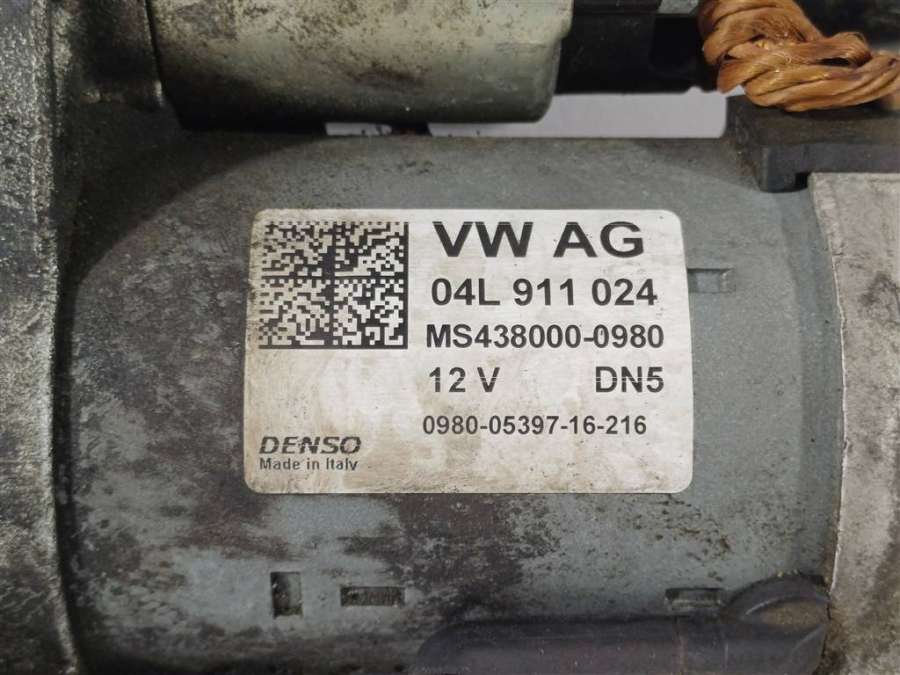 VW AG
04L 911 024
MS438000-0980
12 V DN5
0980-05397-16-216
DENSO
Made in Italy